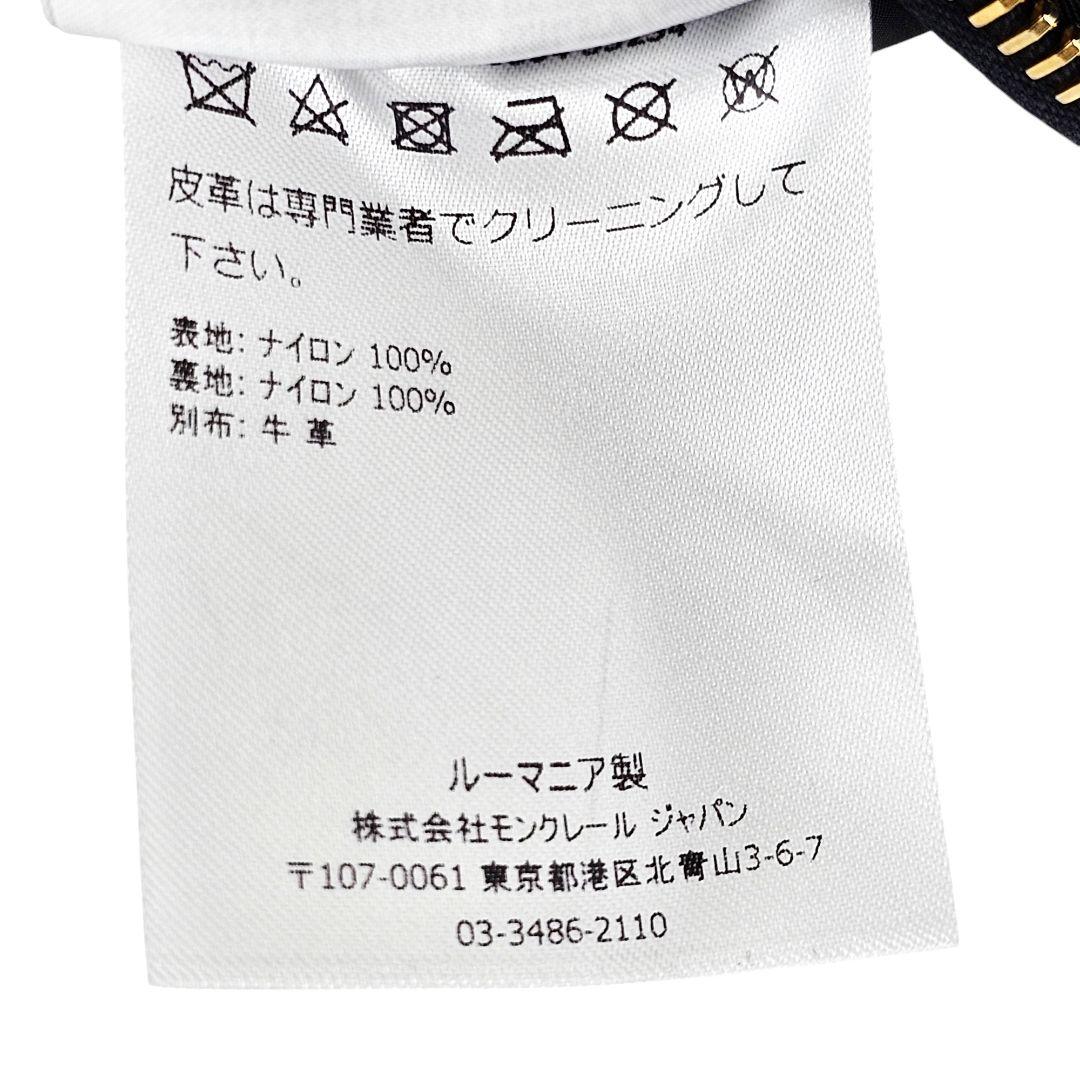 皮革は専門業者でクリーニングして
下さい。
表地: ナイロン 100%
裏地: ナイロン 100%
別布: 牛 革
ルーマニア製
株式会社モンクレール ジャパン
〒107-0061 東京都港区北青山3-6-7
03-3486-2110